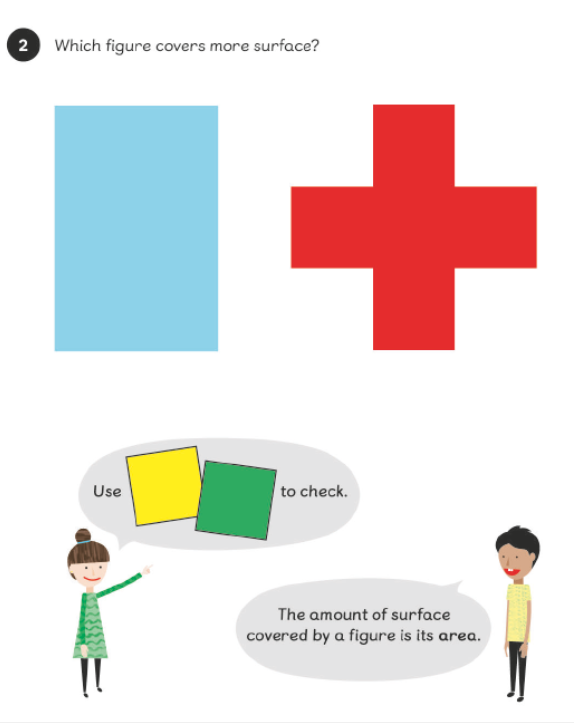 2 Which figure covers more surface?
Use to check.
The amount of surface
covered by a figure is its area.